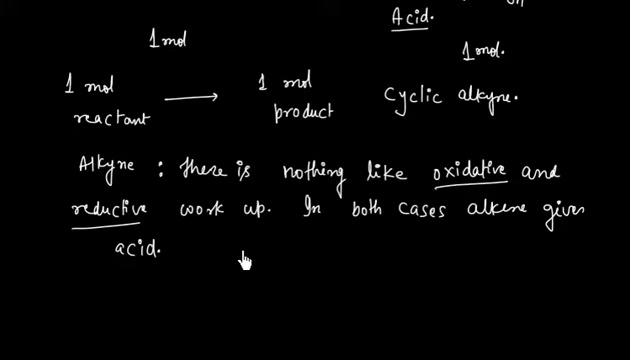 on
Acid.
1 mol
1 mol.
1 mol
reactant
1 mol
product
Cyclic alkyne.
Alkyne : There is nothing like oxidative and
reductive work up. In both cases alkene gives
acid.